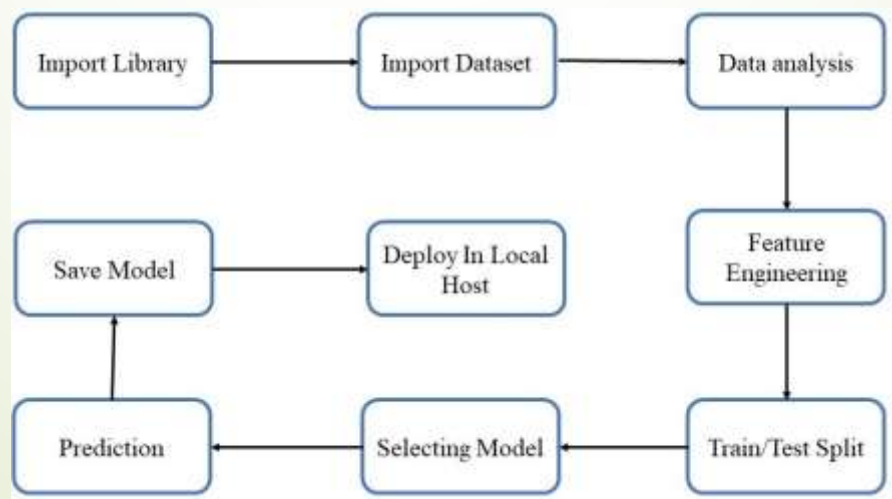 Import Library
Import Dataset
Data analysis
Feature
Engineering
Train/Test Split
Selecting Model
Prediction
Save Model
Deploy In Local
Host